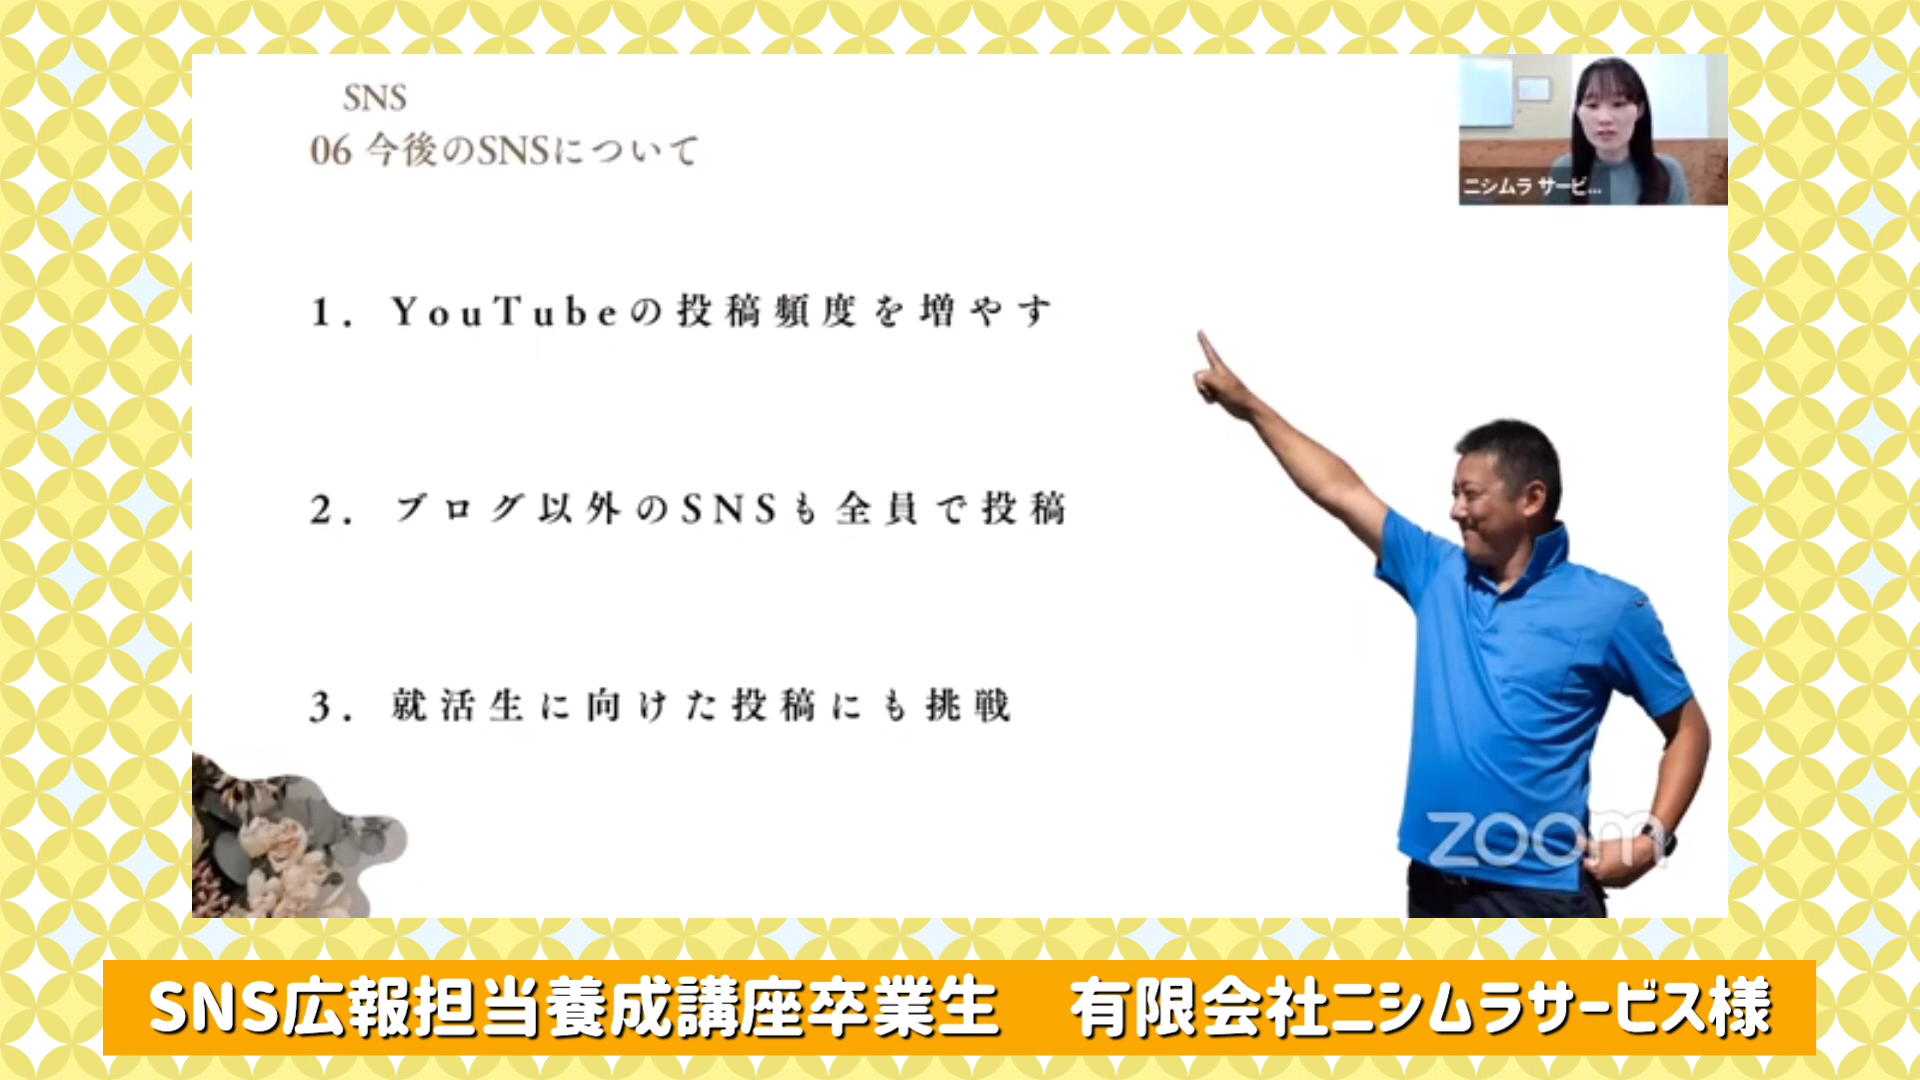 SNS
06 今後のSNSについて
ニシムラ サービ...
1. YouTubeの投稿頻度を増やす
2. ブログ以外のSNSも全員で投稿
3. 就活生に向けた投稿にも挑戦
zoom
SNS広報担当養成講座卒業生 有限会社ニシムラサービス様